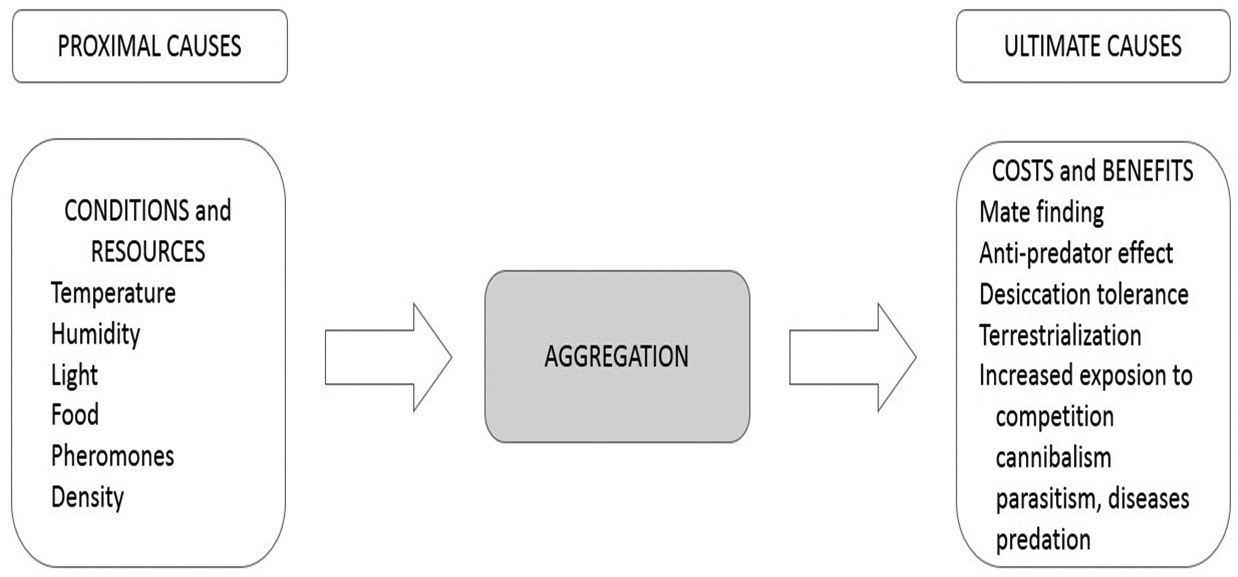 PROXIMAL CAUSES
CONDITIONS and
RESOURCES
Temperature
Humidity
Light
Food
Pheromones
Density
AGGREGATION
ULTIMATE CAUSES
COSTS and BENEFITS
Mate finding
Anti-predator effect
Desiccation tolerance
Terrestrialization
Increased exposion to
competition
cannibalism
parasitism, diseases
predation